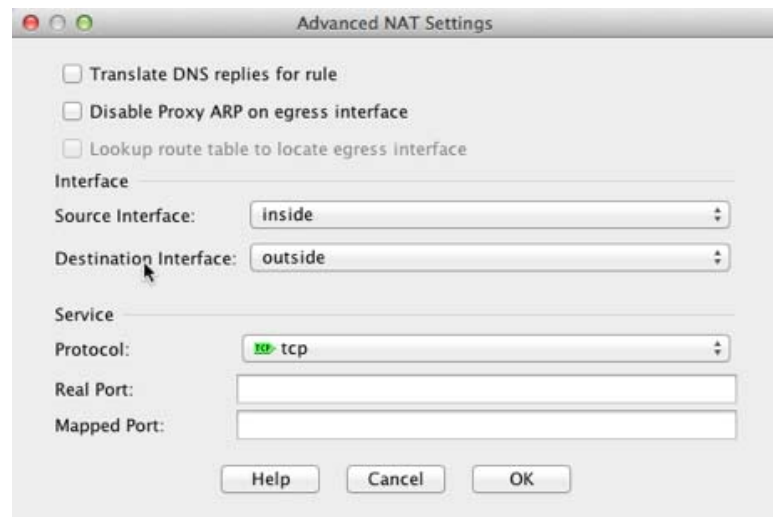 Advanced NAT Settings
Translate DNS replies for rule
Disable Proxy ARP on egress interface
Lookup route table to locate egress interface
Interface
Source Interface: inside
Destination Interface: outside
Service
Protocol: TCP tcp
Real Port:
Mapped Port:
Help Cancel OK